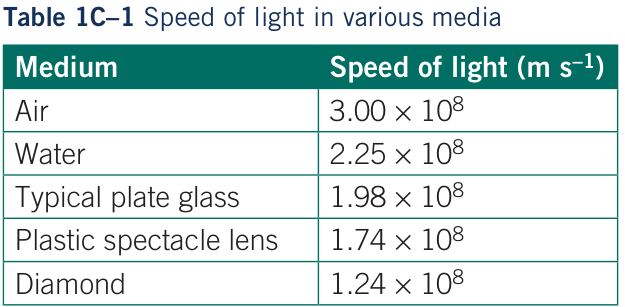 Table 1C–1 Speed of light in various media
Medium Speed of light (m s⁻¹)
Air 3.00 × 10⁸
Water 2.25 × 10⁸
Typical plate glass 1.98 × 10⁸
Plastic spectacle lens 1.74 × 10⁸
Diamond 1.24 × 10⁸